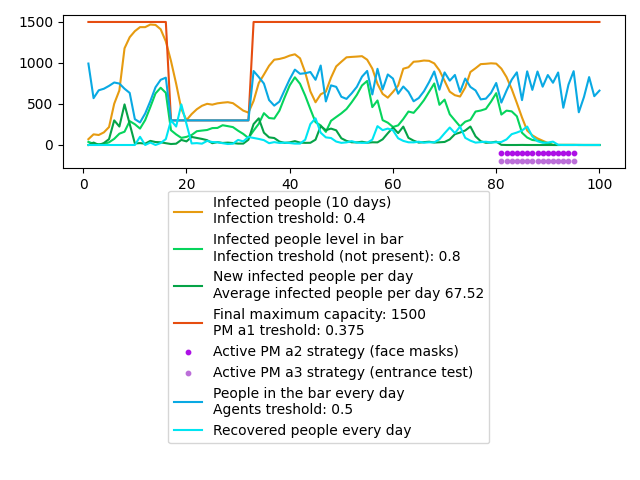 1500
1000
500
0
0 20 40 60 80 100
Infected people (10 days)
Infection treshold: 0.4
Infected people level in bar
Infection treshold (not present): 0.8
New infected people per day
Average infected people per day 67.52
Final maximum capacity: 1500
PM a1 treshold: 0.375
Active PM a2 strategy (face masks)
Active PM a3 strategy (entrance test)
People in the bar every day
Agents treshold: 0.5
Recovered people every day